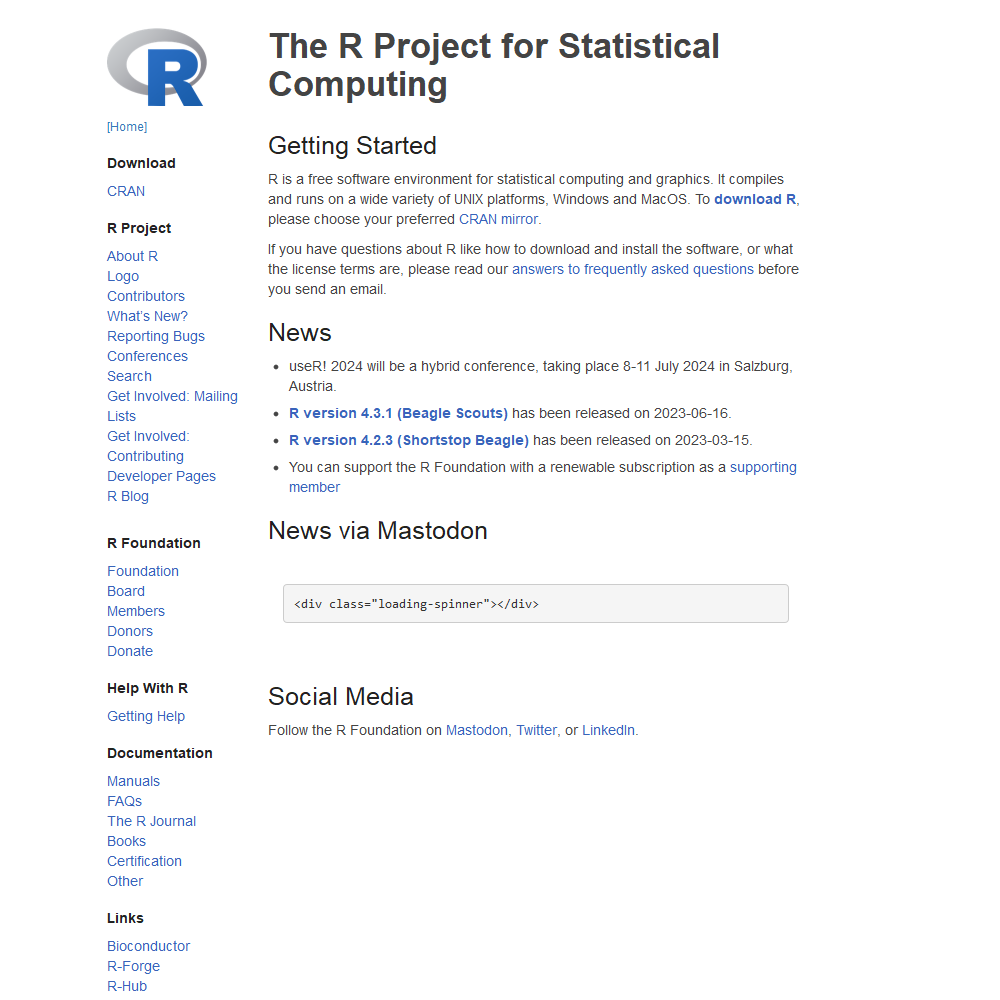 R
[Home]
Download
CRAN
R Project
About R
Logo
Contributors
What's New?
Reporting Bugs
Conferences
Search
Get Involved: Mailing
Lists
Get Involved:
Contributing
Developer Pages
R Blog
R Foundation
Foundation
Board
Members
Donors
Donate
Help With R
Getting Help
Documentation
Manuals
FAQs
The R Journal
Books
Certification
Other
Links
Bioconductor
R-Forge
R-Hub
The R Project for Statistical
Computing
Getting Started
R is a free software environment for statistical computing and graphics. It compiles
and runs on a wide variety of UNIX platforms, Windows and MacOS. To download R,
please choose your preferred CRAN mirror.
If you have questions about R like how to download and install the software, or what
the license terms are, please read our answers to frequently asked questions before
you send an email.
News
• useR! 2024 will be a hybrid conference, taking place 8-11 July 2024 in Salzburg,
Austria.
• R version 4.3.1 (Beagle Scouts) has been released on 2023-06-16.
• R version 4.2.3 (Shortstop Beagle) has been released on 2023-03-15.
• You can support the R Foundation with a renewable subscription as a supporting
member
News via Mastodon
<div class="loading-spinner"></div>
Social Media
Follow the R Foundation on Mastodon, Twitter, or LinkedIn.